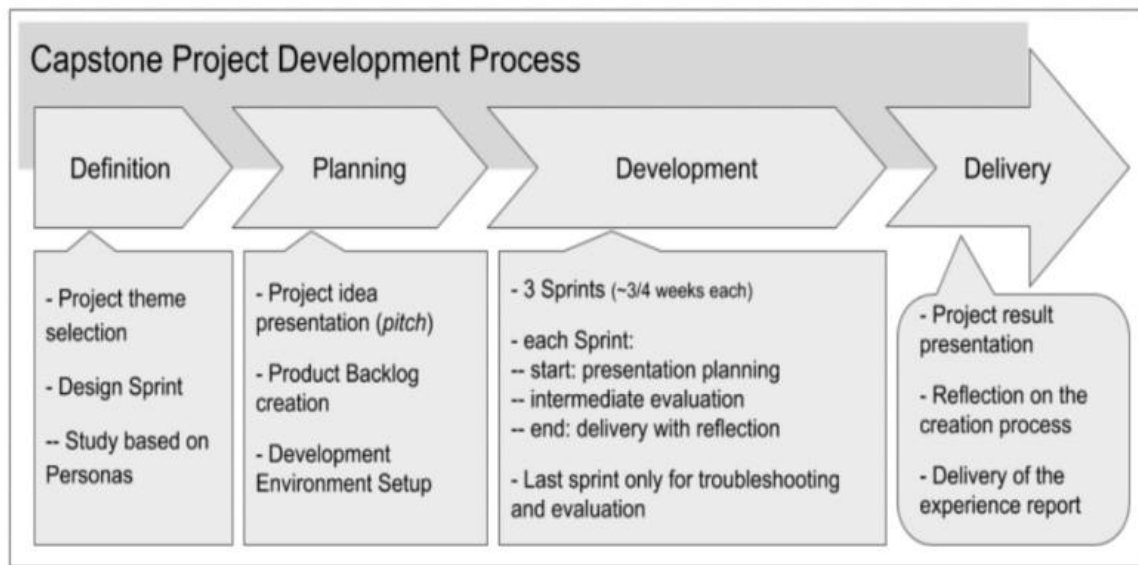 Capstone Project Development Process
Definition
Planning
Development
Delivery
- Project theme
selection
- Design Sprint
-- Study based on
Personas
- Project idea
presentation (pitch)
- Product Backlog
creation
- Development
Environment Setup
- 3 Sprints (~3/4 weeks each)
- each Sprint:
-- start: presentation planning
-- intermediate evaluation
-- end: delivery with reflection
- Last sprint only for troubleshooting
and evaluation
- Project result
presentation
- Reflection on the
creation process
- Delivery of the
experience report